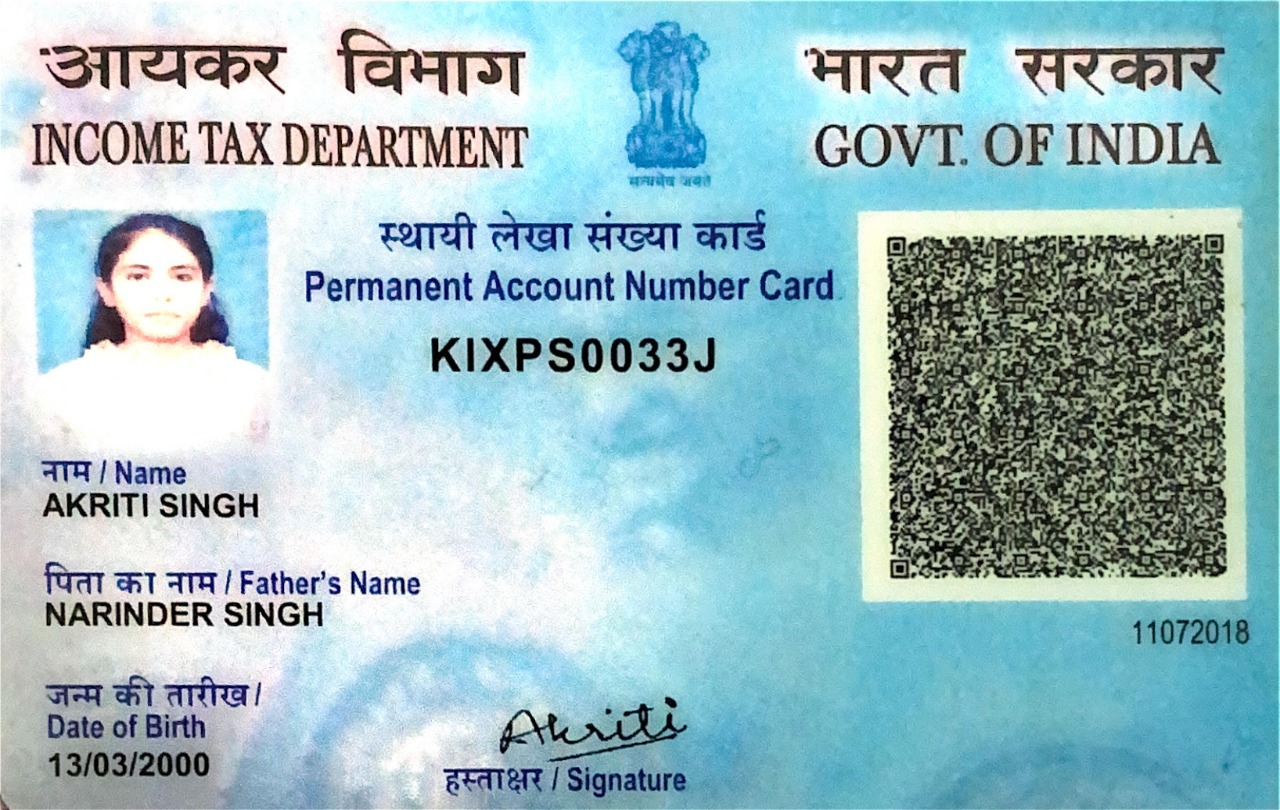 आयकर विभाग
INCOME TAX DEPARTMENT
सत्यमेव जयते
भारत सरकार
GOVT. OF INDIA
स्थायी लेखा संख्या कार्ड
Permanent Account Number Card
KIXPS0033J
नाम / Name
AKRITI SINGH
पिता का नाम / Father's Name
NARINDER SINGH
11072018
जन्म की तारीख /
Date of Birth
13/03/2000
Akriti
हस्ताक्षर / Signature